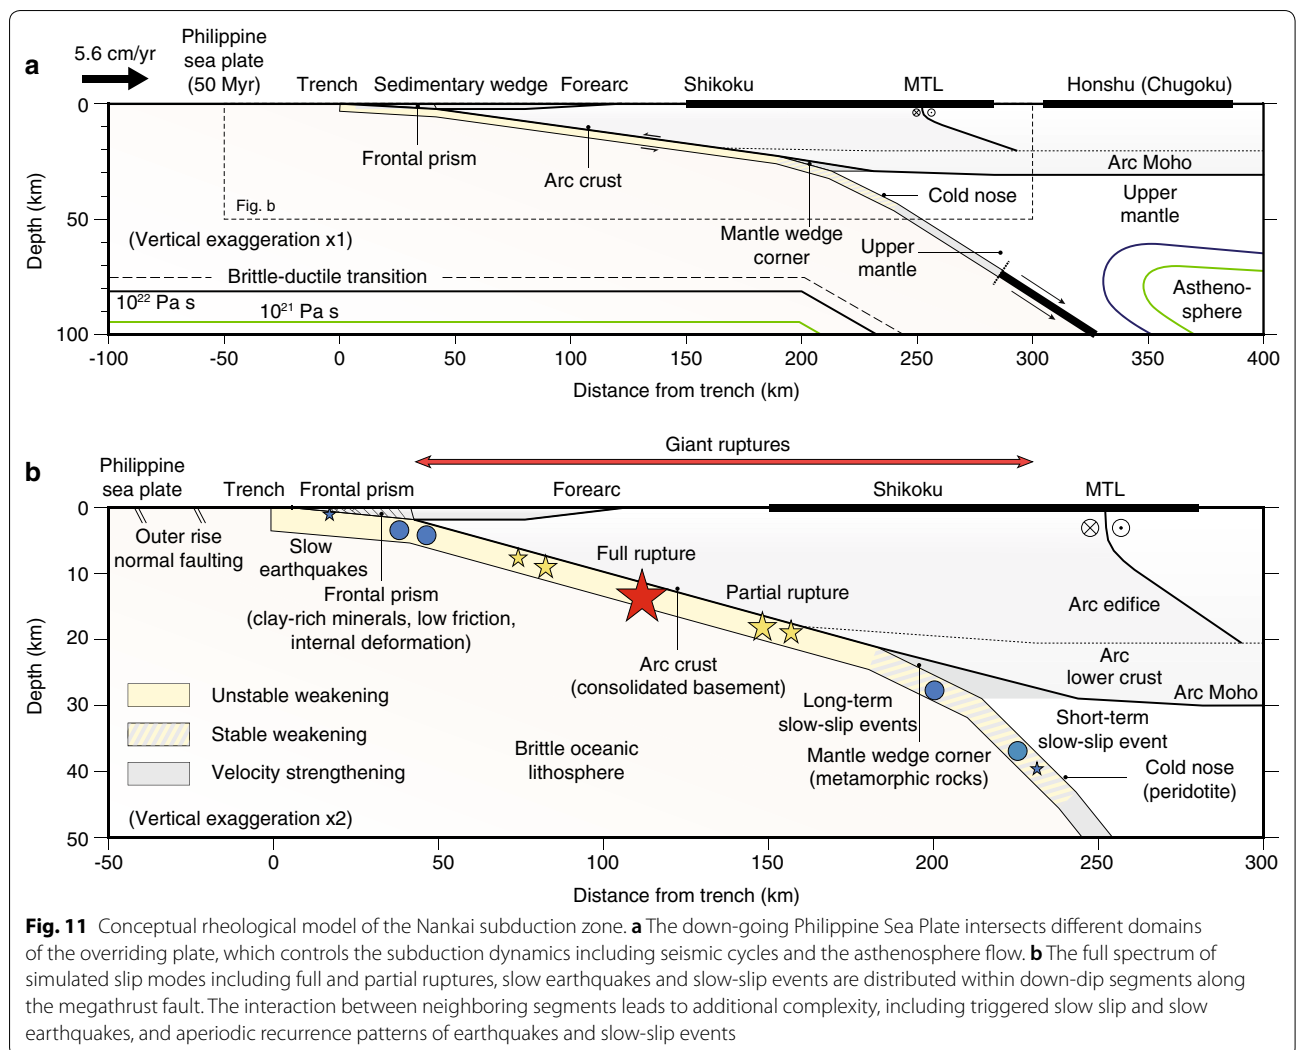 a
5.6 cm/yr
Philippine
sea plate
(50 Myr)
Trench
Sedimentary wedge
Forearc
Shikoku
MTL
Honshu (Chugoku)
0
50
100
Depth (km)
Frontal prism
Arc crust
Arc Moho
Cold nose
Upper
mantle
Fig. b
Mantle wedge
corner
Upper
mantle
(Vertical exaggeration x1)
Brittle-ductile transition
10²² Pa s
10²¹ Pa s
Astheno-
sphere
-100
-50
0
50
100
150
200
250
300
350
400
Distance from trench (km)
b
Giant ruptures
Philippine
sea plate
Trench
Frontal prism
Forearc
Shikoku
MTL
0
10
20
30
40
50
Depth (km)
Outer rise
normal faulting
Slow
earthquakes
Frontal prism
(clay-rich minerals, low friction,
internal deformation)
Full rupture
Partial rupture
Arc edifice
Arc crust
(consolidated basement)
Arc
lower crust
Arc Moho
Unstable weakening
Stable weakening
Velocity strengthening
Long-term
slow-slip events
Short-term
slow-slip event
Brittle oceanic
lithosphere
Mantle wedge corner
(metamorphic rocks)
Cold nose
(peridotite)
(Vertical exaggeration x2)
-50
0
50
100
150
200
250
300
Distance from trench (km)
Fig. 11 Conceptual rheological model of the Nankai subduction zone. a The down-going Philippine Sea Plate intersects different domains
of the overriding plate, which controls the subduction dynamics including seismic cycles and the asthenosphere flow. b The full spectrum of
simulated slip modes including full and partial ruptures, slow earthquakes and slow-slip events are distributed within down-dip segments along
the megathrust fault. The interaction between neighboring segments leads to additional complexity, including triggered slow slip and slow
earthquakes, and aperiodic recurrence patterns of earthquakes and slow-slip events